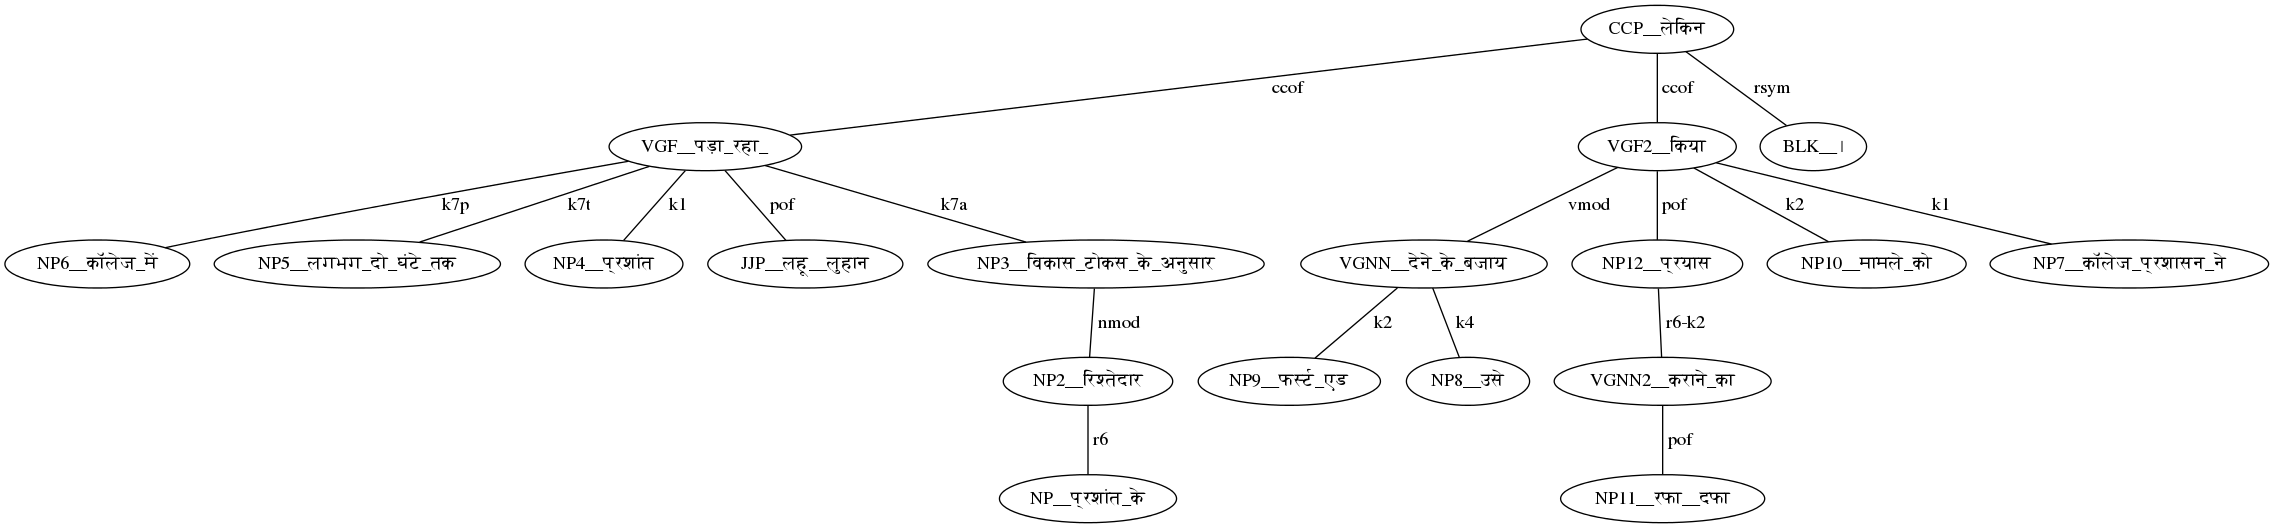 CCP__लेकिन
ccof ccof rsym
VGF__पड़ा_रहा_ VGF2__किया BLK__।
k7p k7t k1 pof k7a vmod pof k2 k1
NP6__कॉलेज_में NP5__लगभग_दो_घंटे_तक NP4__प्रशांत JJP__लहू__लुहान NP3__विकास_टोकस_के_अनुसार VGNN__देने_के_बजाय NP12__प्रयास NP10__मामले_को NP7__कॉलेज_प्रशासन_ने
nmod k2 k4 r6-k2
NP2__रिश्तेदार NP9__फर्स्ट_एड NP8__उसे VGNN2__कराने_का
r6 pof
NP__प्रशांत_के NP11__रफा__दफा